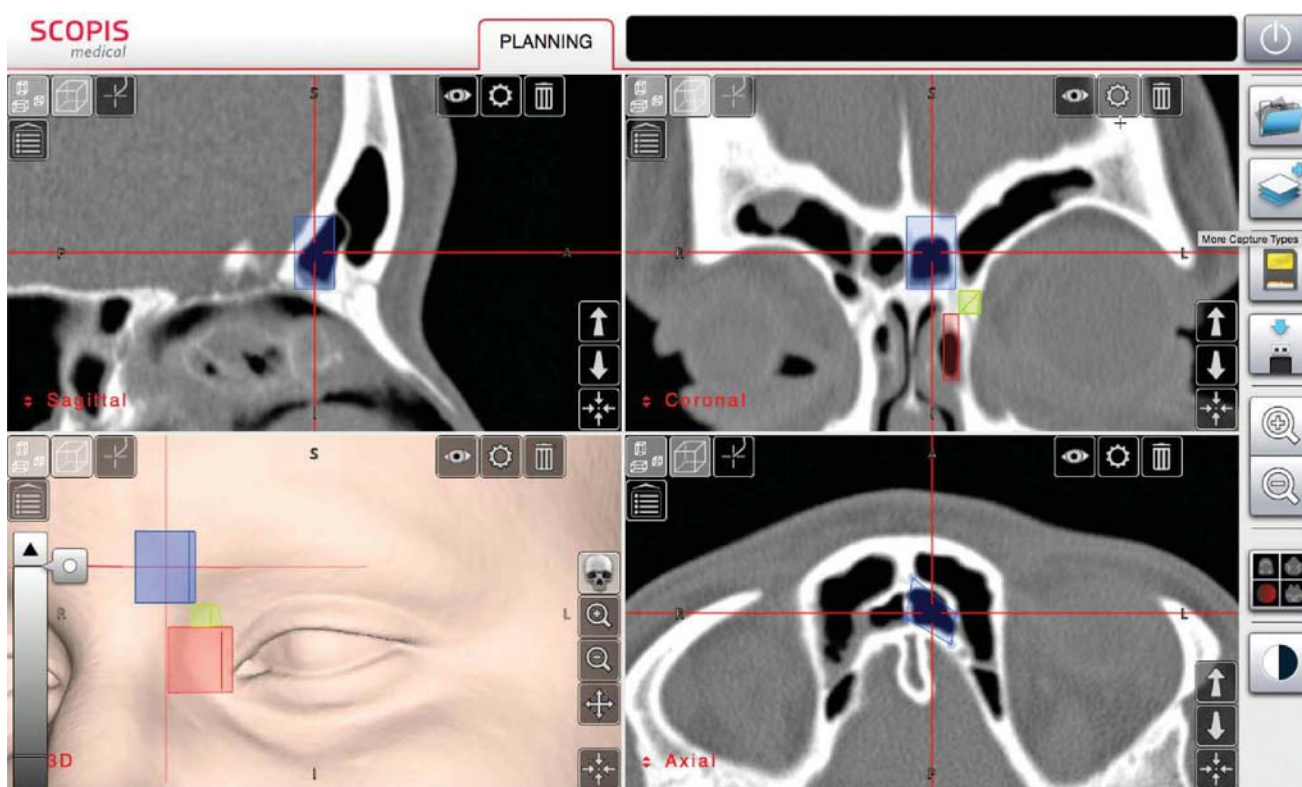 SCOPIS
medical
PLANNING
S
S
P
A
R
L
More Capture Types
Sagittal
I
Coronal
I
S
A
R
L
R
L
3D
I
Axial
P